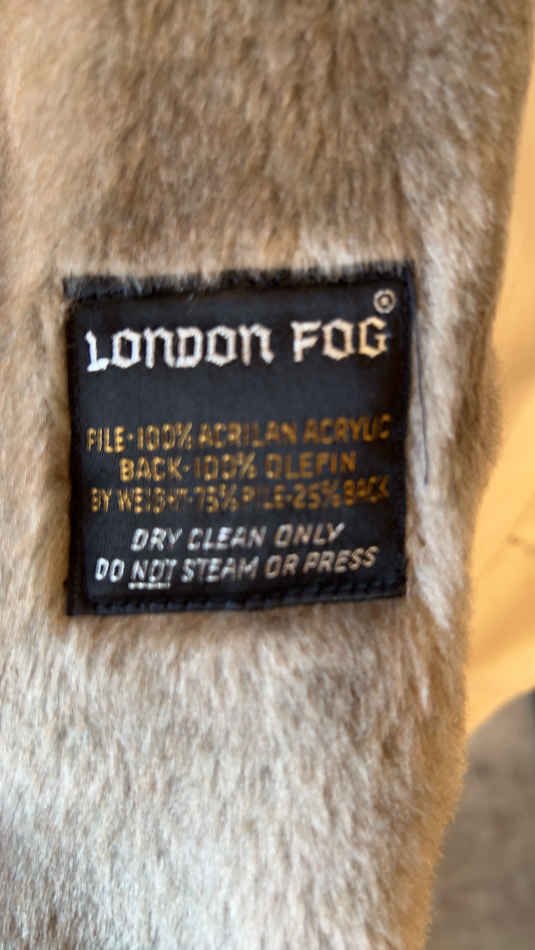 LONDON FOG®
PILE-100% ACRILAN ACRYLIC
BACK-100% OLEFIN
BY WEIGHT-75% PILE-25% BACK
DRY CLEAN ONLY
DO NOT STEAM OR PRESS